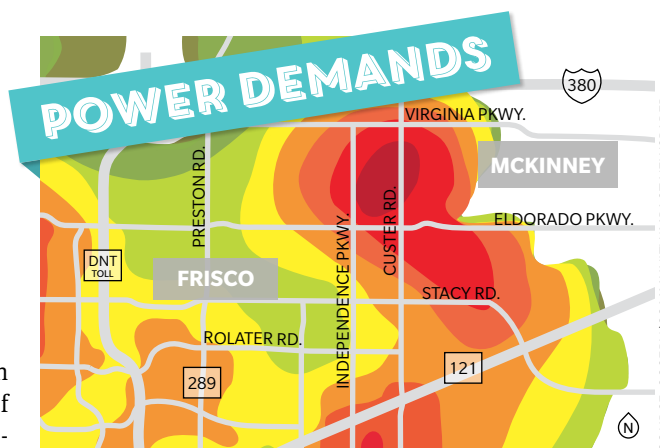 POWER DEMANDS
380
VIRGINIA PKWY.
MCKINNEY
PRESTON RD.
INDEPENDENCE PKWY.
CUSTER RD.
ELDORADO PKWY.
DNT
TOLL
FRISCO
STACY RD.
ROLATER RD.
289
121
N
f
-